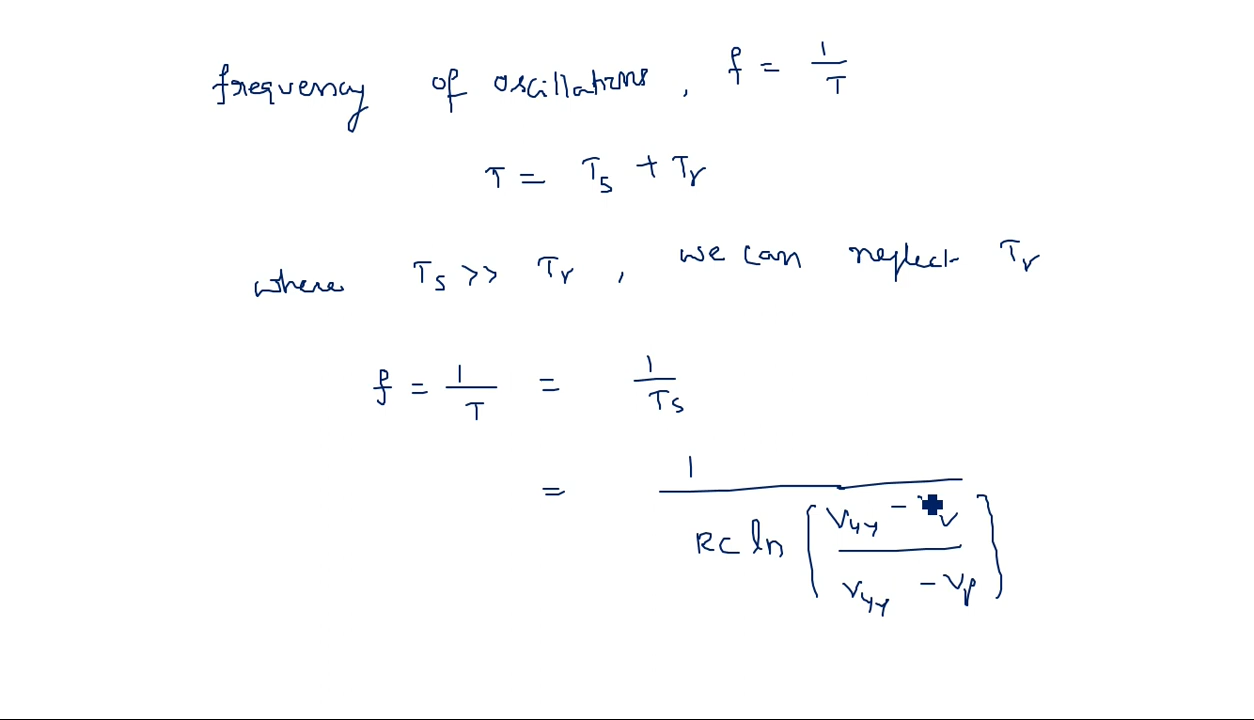 frequency of oscillations, f = 1/T
T = Ts + Tr
where Ts >> Tr, we can neglect Tr
f = 1/T = 1/Ts
= 1/(RC ln [(Vyy - Vv)/(Vyy - Vp)])